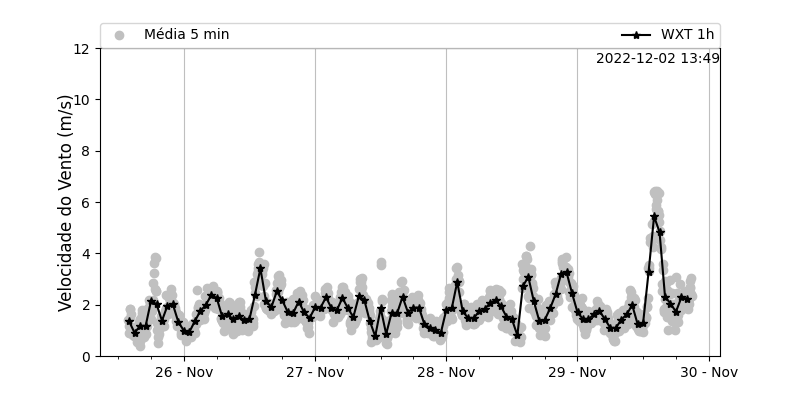 Média 5 min
WXT 1h
2022-12-02 13:49
Velocidade do Vento (m/s)
12
10
8
6
4
2
0
26 - Nov
27 - Nov
28 - Nov
29 - Nov
30 - Nov